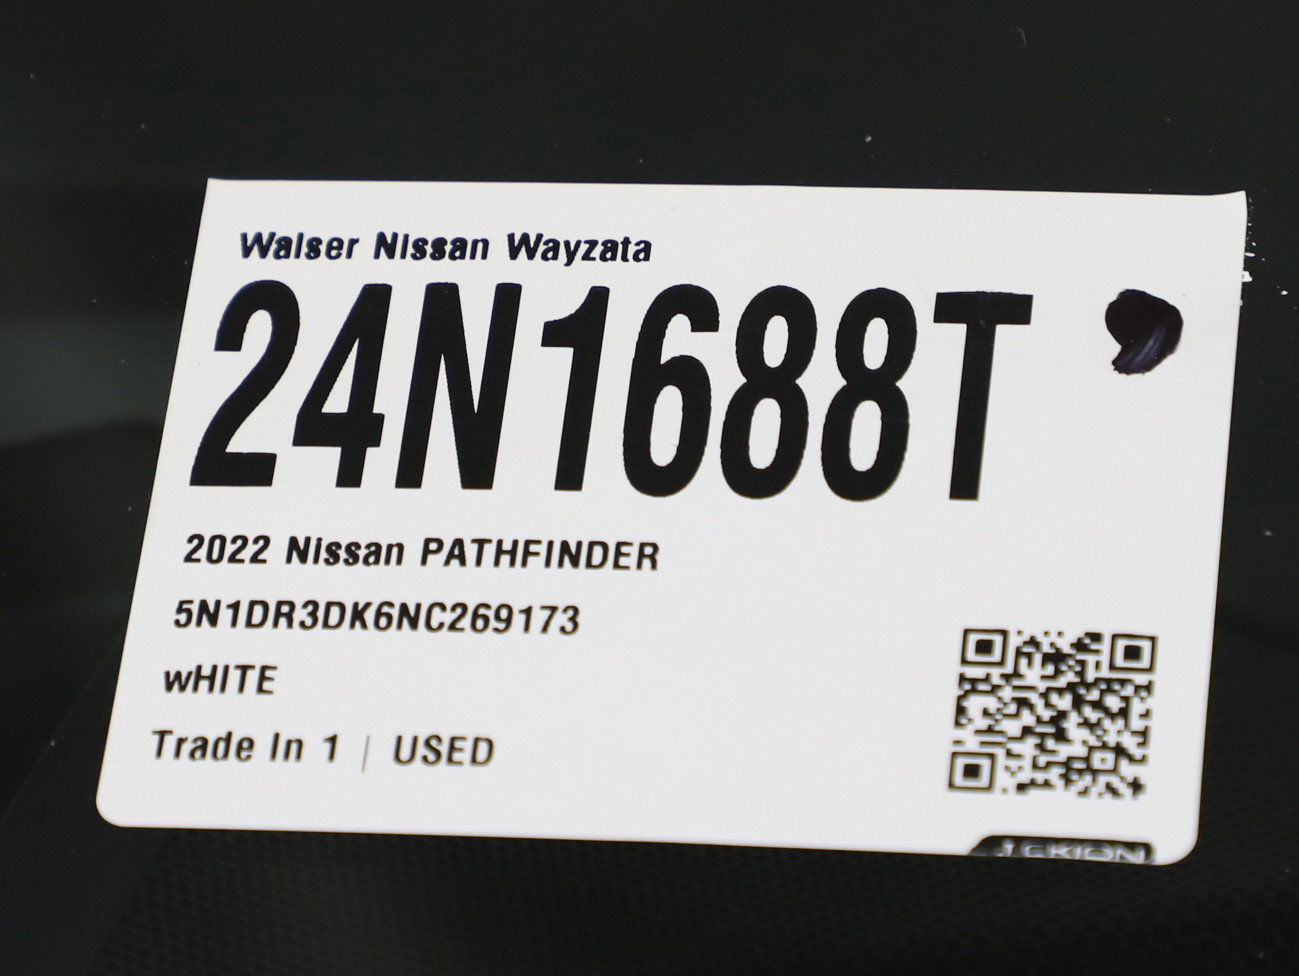 Walser Nissan Wayzata
24N1688T
2022 Nissan PATHFINDER
5N1DR3DK6NC269173
wHITE
Trade In 1 | USED